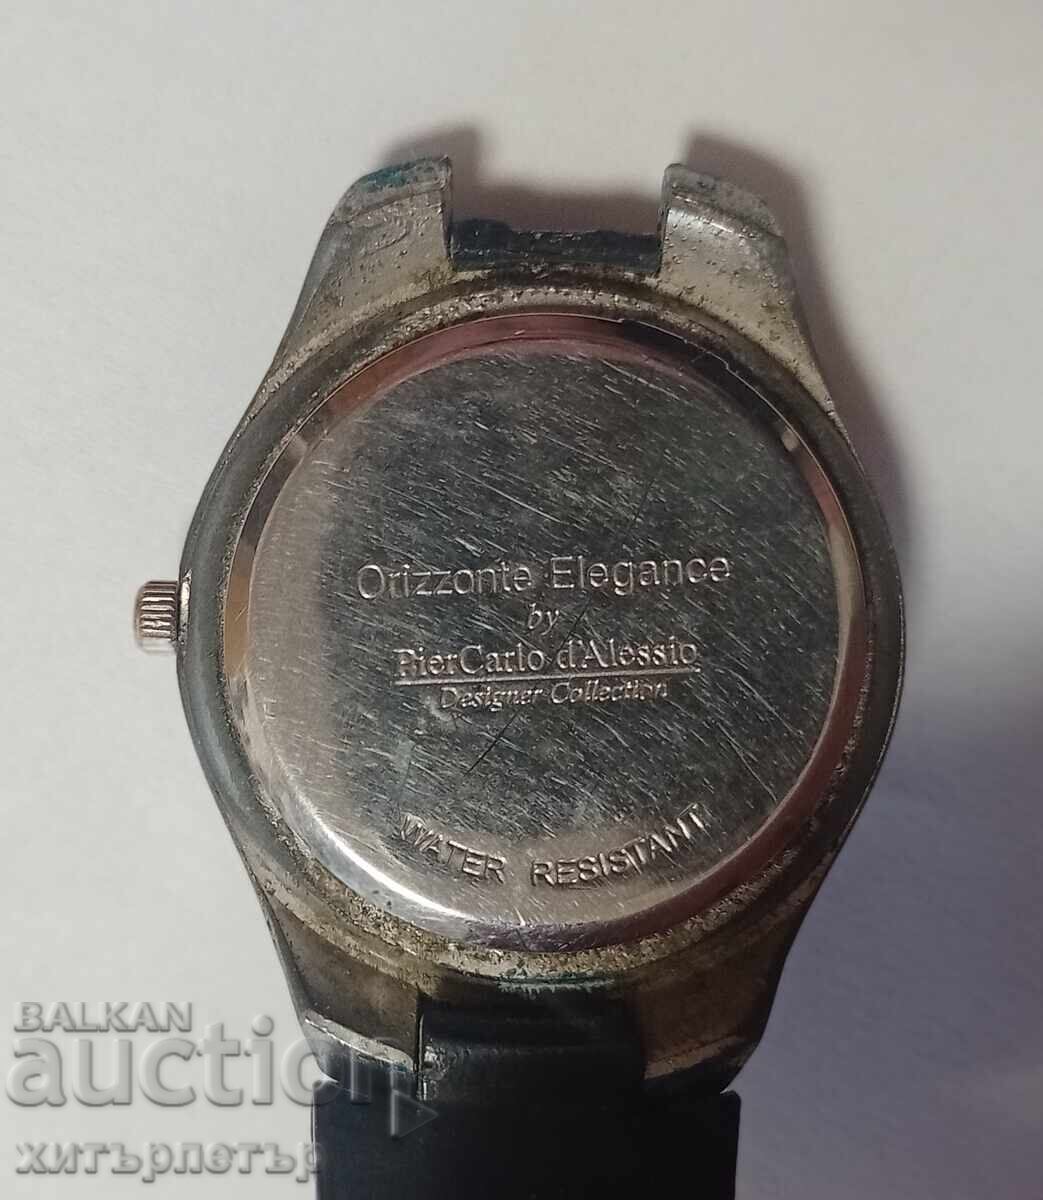 Orizzonte Elegance
by
PierCarlo d'Alessio
Designer Collection
WATER RESISTANT
BALKAN
auction
хитърпетър